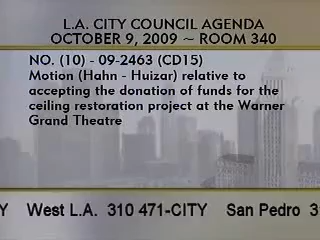 L.A. CITY COUNCIL AGENDA
OCTOBER 9, 2009 ~ ROOM 340
NO. (10) - 09-2463 (CD15)
Motion (Hahn - Huizar) relative to
accepting the donation of funds for the
ceiling restoration project at the Warner
Grand Theatre
Y West L.A. 310 471-CITY San Pedro 3